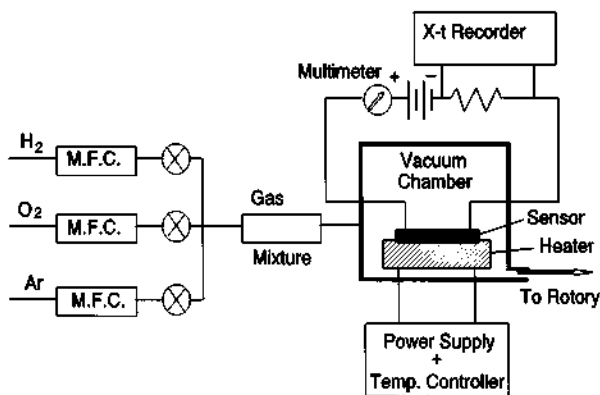 X-t Recorder
Multimeter + −
H2
M.F.C.
Vacuum
Chamber
O2
M.F.C.
Gas
Mixture
Sensor
Heater
Ar
M.F.C.
To Rotory
Power Supply
+
Temp. Controller